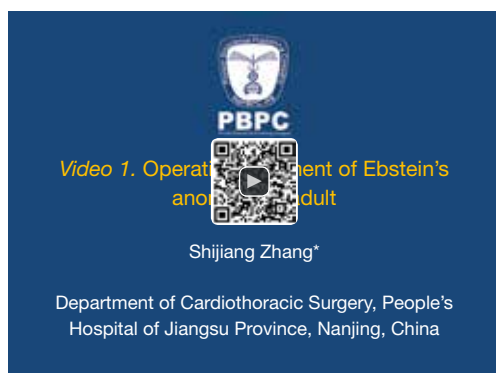 PBPC
Video 1. Operati ment of Ebstein's
ano dult
Shijiang Zhang*
Department of Cardiothoracic Surgery, People's
Hospital of Jiangsu Province, Nanjing, China